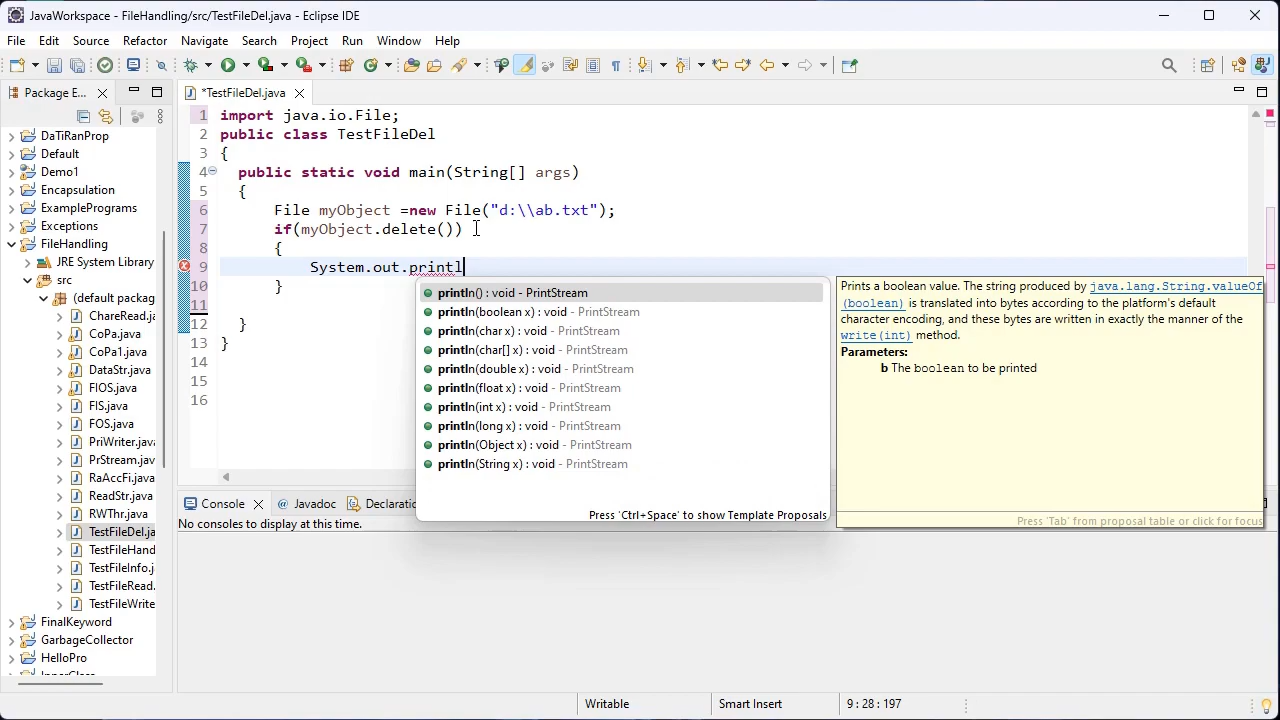 JavaWorkspace - FileHandling/src/TestFileDel.java - Eclipse IDE
File Edit Source Refactor Navigate Search Project Run Window Help
Package E...
*TestFileDel.java
DaTiRanProp
Default
Demo1
Encapsulation
ExamplePrograms
Exceptions
FileHandling
JRE System Library
src
(default packag
ChareRead.ja
CoPa.java
CoPa1.java
DataStr.java
FIOS.java
FIS.java
FOS.java
PriWriter.java
PrStream.java
RaAccFi.java
ReadStr.java
RWThr.java
TestFileDel.ja
TestFileHand
TestFileInfo.j
TestFileRead.
TestFileWrite
FinalKeyword
GarbageCollector
HelloPro
InnerClass
1 import java.io.File;
2 public class TestFileDel
3 {
4 public static void main(String[] args)
5 {
6 File myObject =new File("d:\\ab.txt");
7 if(myObject.delete())
8 {
9 System.out.printl
10 }
11
12 }
13 }
14
15
16
println() : void - PrintStream
println(boolean x) : void - PrintStream
println(char x) : void - PrintStream
println(char[] x) : void - PrintStream
println(double x) : void - PrintStream
println(float x) : void - PrintStream
println(int x) : void - PrintStream
println(long x) : void - PrintStream
println(Object x) : void - PrintStream
println(String x) : void - PrintStream
Press 'Ctrl+Space' to show Template Proposals
Prints a boolean value. The string produced by java.lang.String.valueOf
(boolean) is translated into bytes according to the platform's default
character encoding, and these bytes are written in exactly the manner of the
write(int) method.
Parameters:
b The boolean to be printed
Press 'Tab' from proposal table or click for focus
Console Javadoc Declaratio
No consoles to display at this time.
Writable Smart Insert 9 : 28 : 197